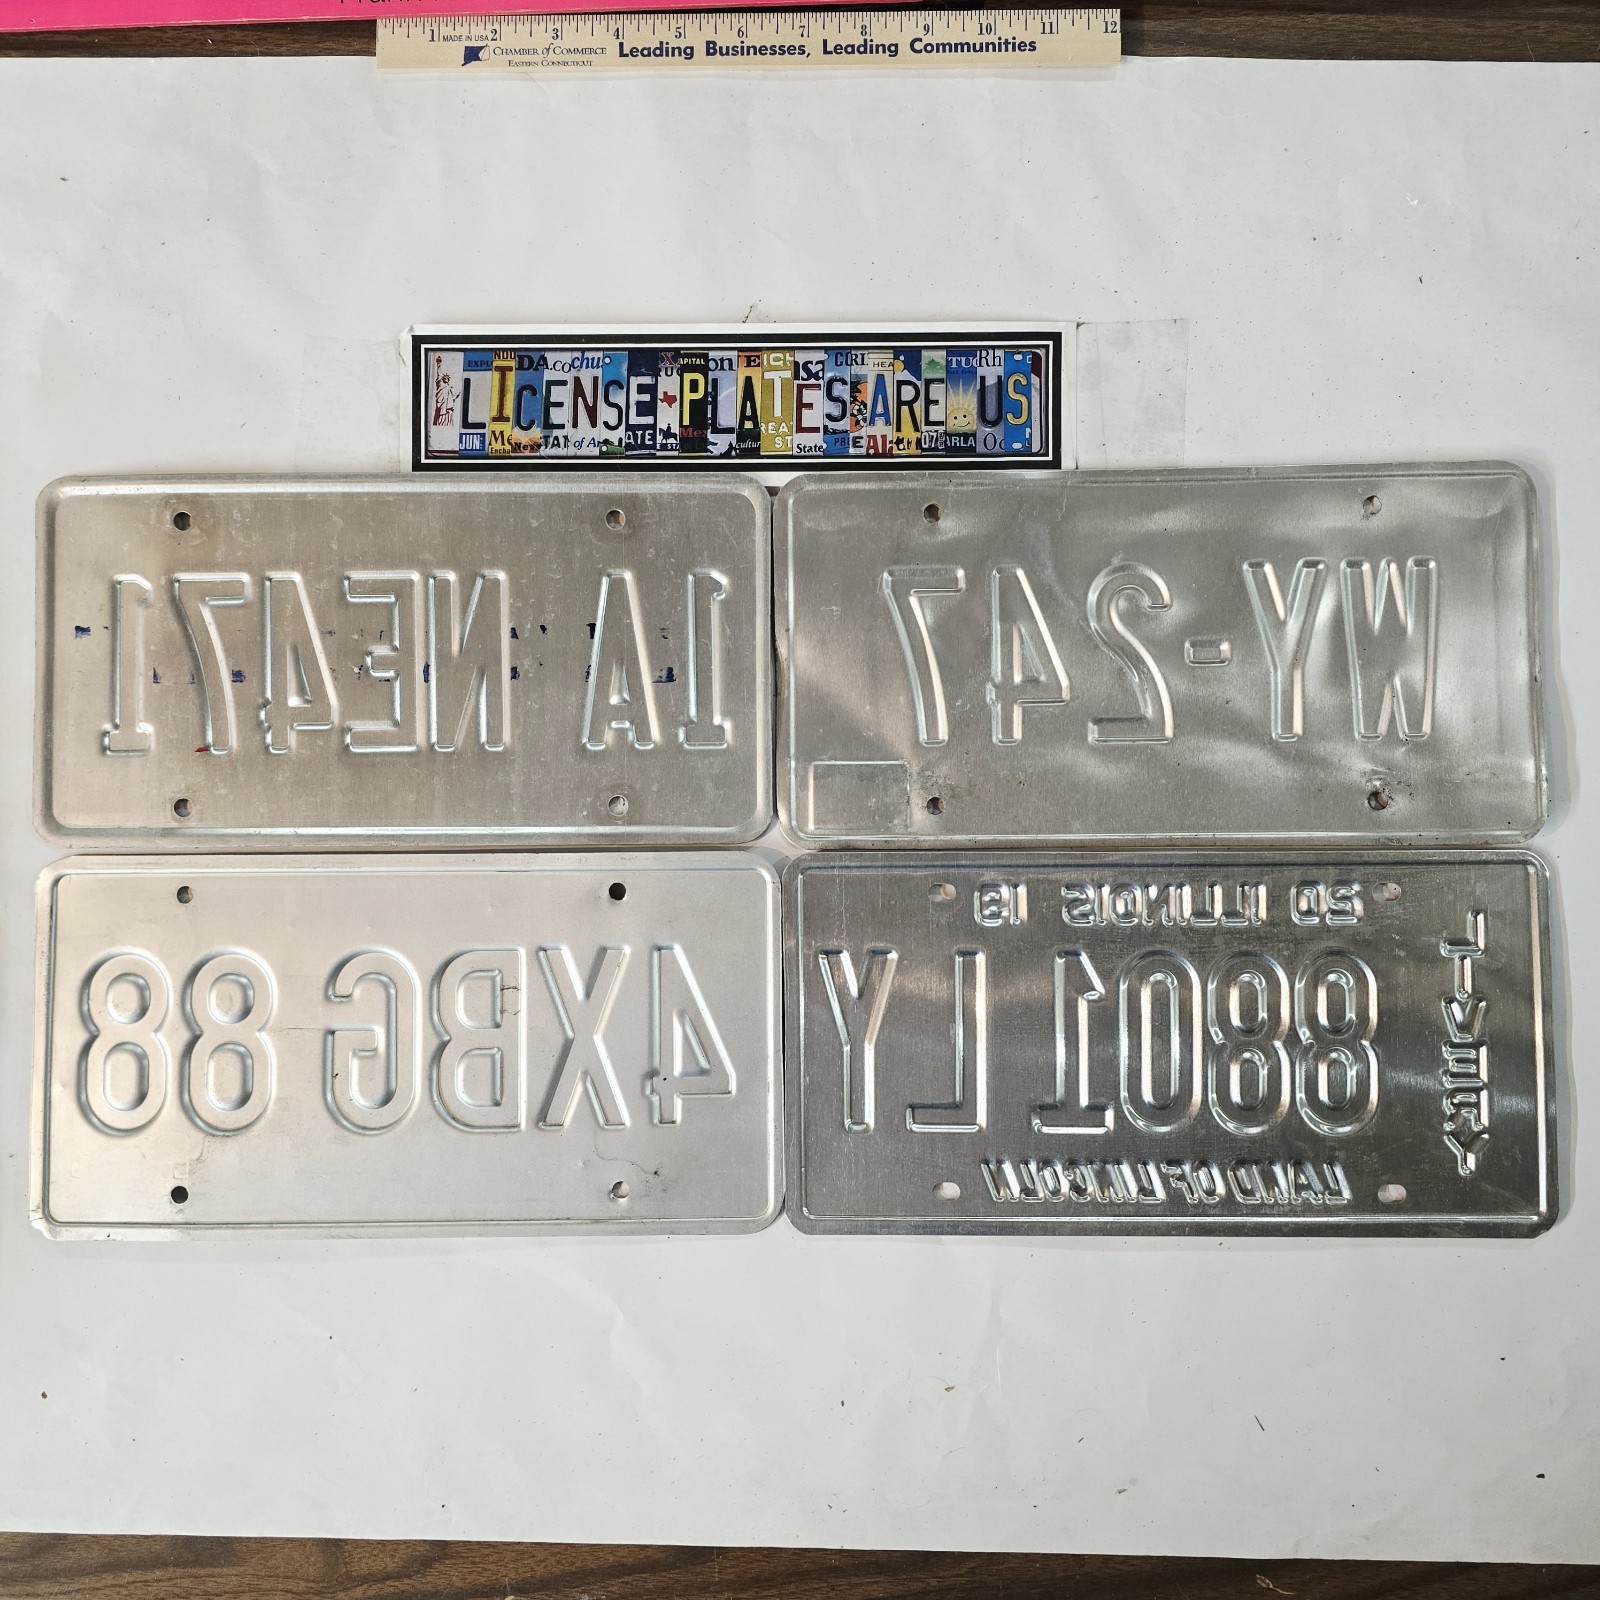 1 MADE IN USA 2 3 4 5 6 7 8 9 10 11 12
CHAMBER of COMMERCE
EASTERN CONNECTICUT
Leading Businesses, Leading Communities
LICENSE PLATES ARE US
1A NE471
WY-247
4XBG 88
20 ILLINOIS 18
8801 LY
LIVERY
LAND OF LINCOLN